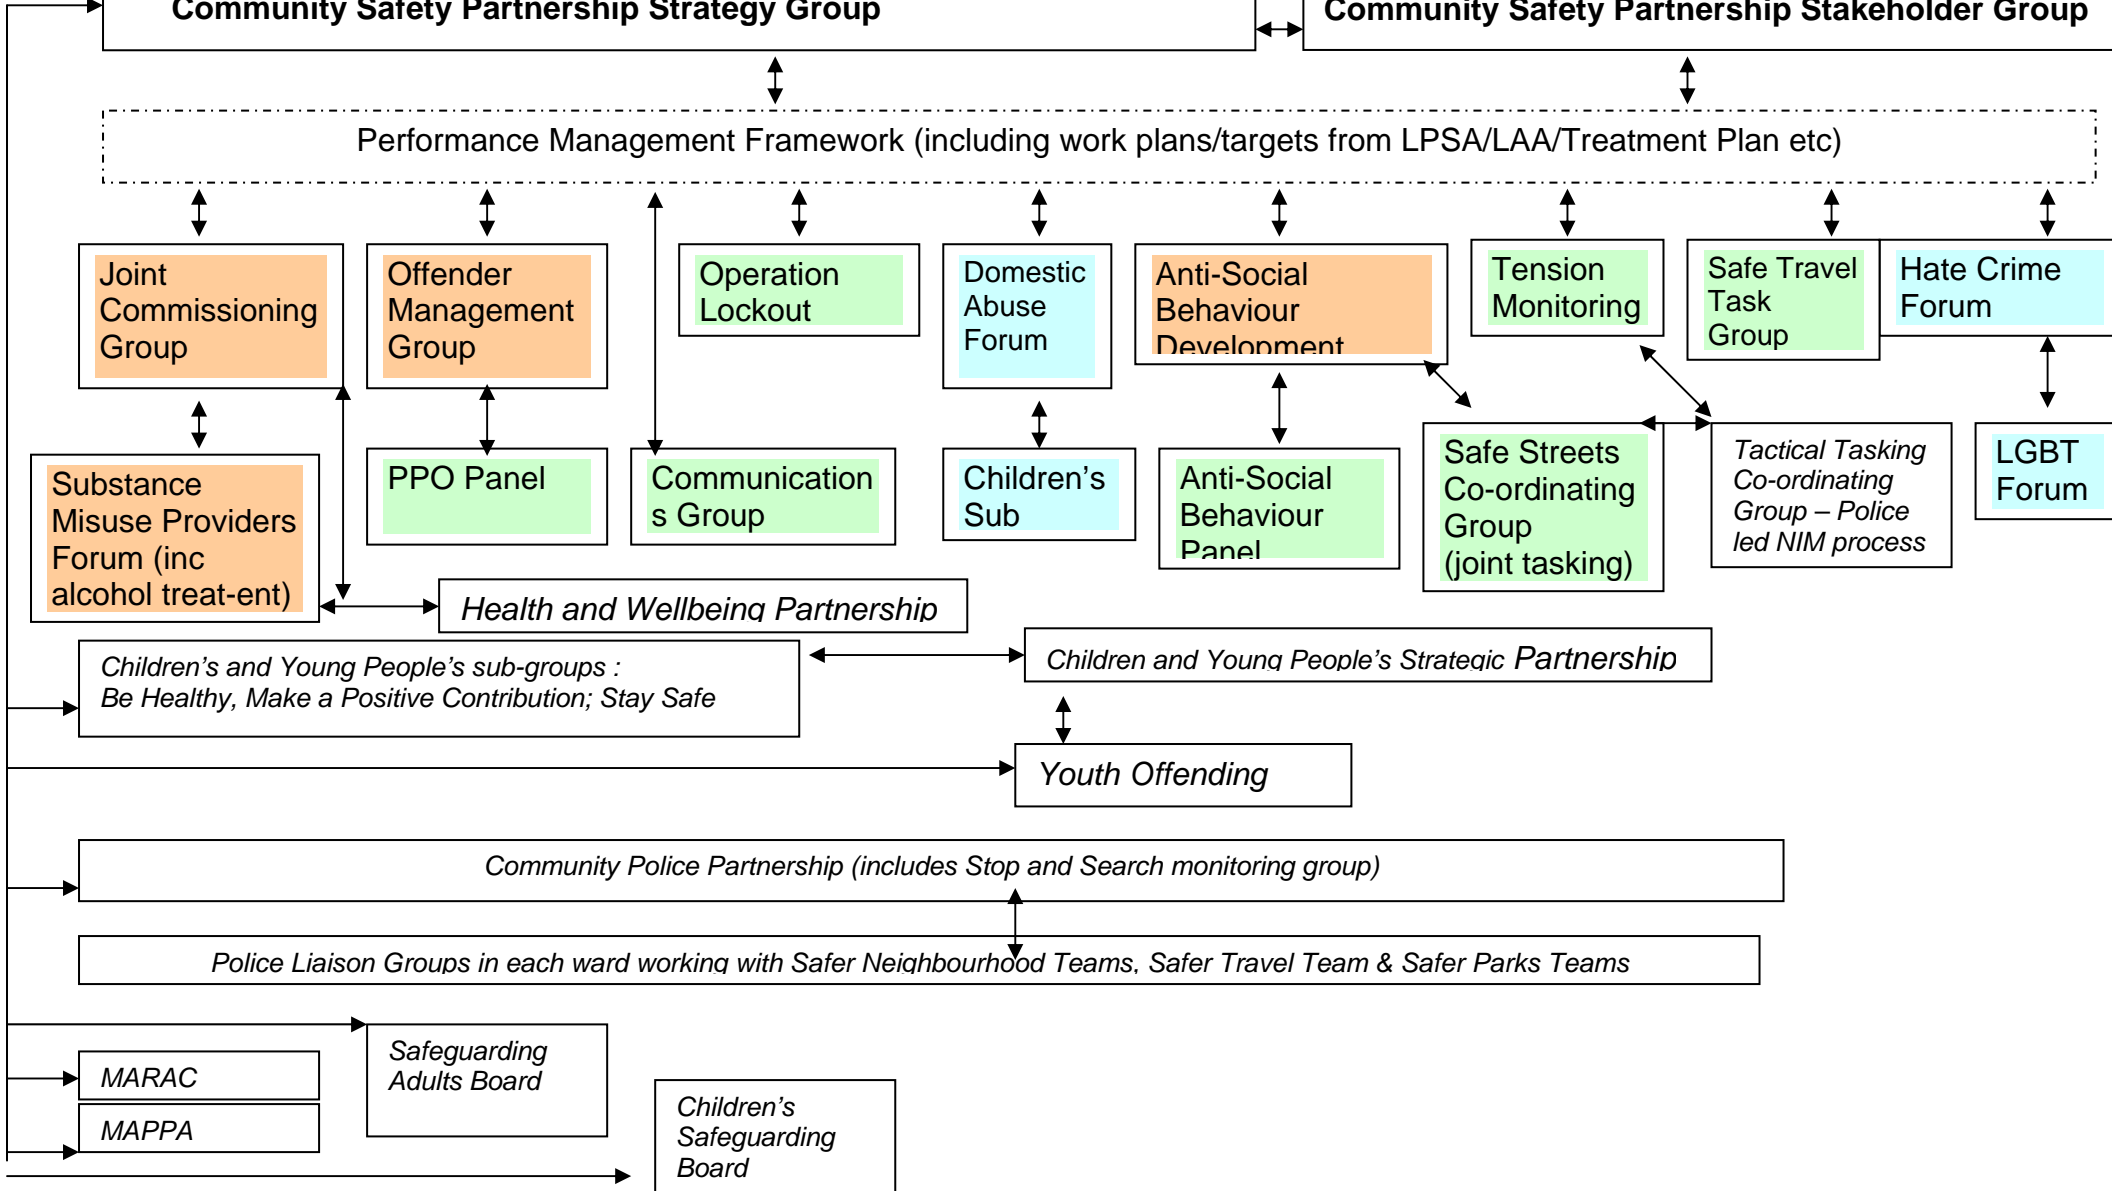 Community Safety Partnership Strategy Group
Community Safety Partnership Stakeholder Group
Performance Management Framework (including work plans/targets from LPSA/LAA/Treatment Plan etc)
Joint
Commissioning
Group
Offender
Management
Group
Operation
Lockout
Domestic
Abuse
Forum
Anti-Social
Behaviour
Development
Tension
Monitoring
Safe Travel
Task
Group
Hate Crime
Forum
Substance
Misuse Providers
Forum (inc
alcohol treat-ent)
PPO Panel
Communication
s Group
Children’s
Sub
Anti-Social
Behaviour
Panel
Safe Streets
Co-ordinating
Group
(joint tasking)
Tactical Tasking
Co-ordinating
Group – Police
led NIM process
LGBT
Forum
Health and Wellbeing Partnership
Children’s and Young People’s sub-groups :
Be Healthy, Make a Positive Contribution; Stay Safe
Children and Young People’s Strategic Partnership
Youth Offending
Community Police Partnership (includes Stop and Search monitoring group)
Police Liaison Groups in each ward working with Safer Neighbourhood Teams, Safer Travel Team & Safer Parks Teams
Safeguarding
Adults Board
MARAC
MAPPA
Children’s
Safeguarding
Board